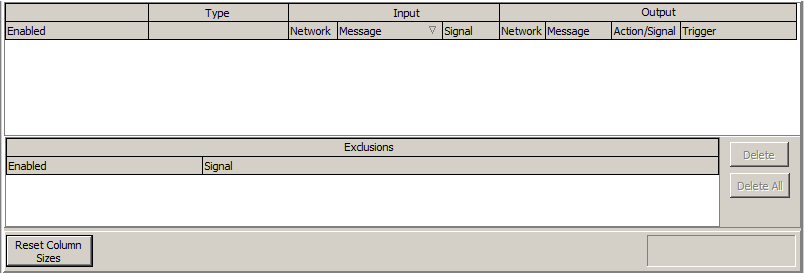 Type Input Output
Enabled Network Message Signal Network Message Action/Signal Trigger
Exclusions
Enabled Signal
Delete
Delete All
Reset Column
Sizes